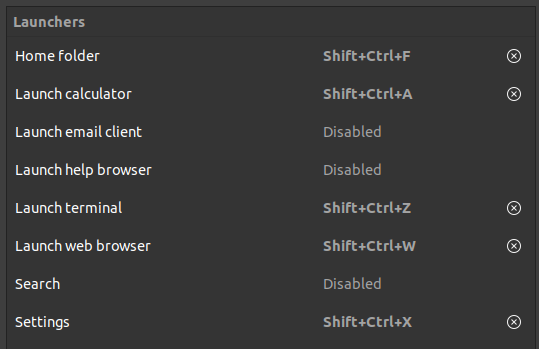 Launchers
Home folder Shift+Ctrl+F
Launch calculator Shift+Ctrl+A
Launch email client Disabled
Launch help browser Disabled
Launch terminal Shift+Ctrl+Z
Launch web browser Shift+Ctrl+W
Search Disabled
Settings Shift+Ctrl+X